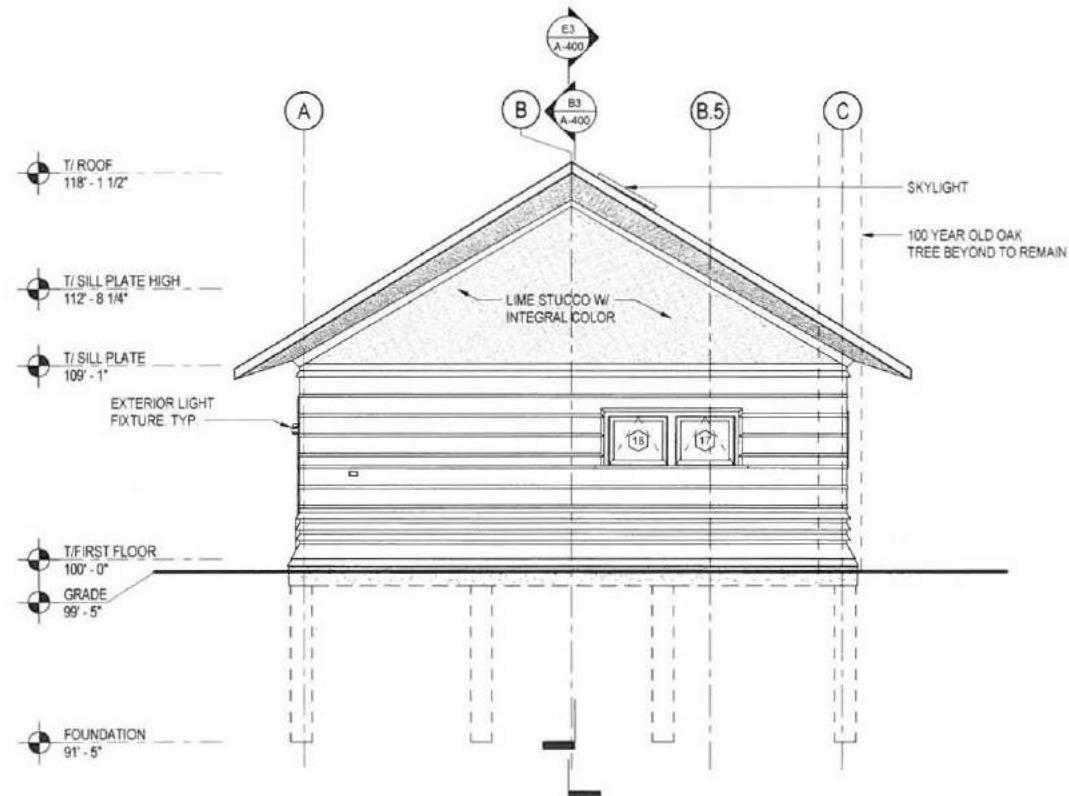 E3
A-400
A
B
B3
A-400
B.5
C
T/ ROOF
118' - 1 1/2"
SKYLIGHT
100 YEAR OLD OAK
TREE BEYOND TO REMAIN
T/ SILL PLATE HIGH
112' - 8 1/4"
LIME STUCCO W/
INTEGRAL COLOR
T/ SILL PLATE
109' - 1"
EXTERIOR LIGHT
FIXTURE. TYP.
18
17
T/FIRST FLOOR
100' - 0"
GRADE
99' - 5"
FOUNDATION
91' - 5"